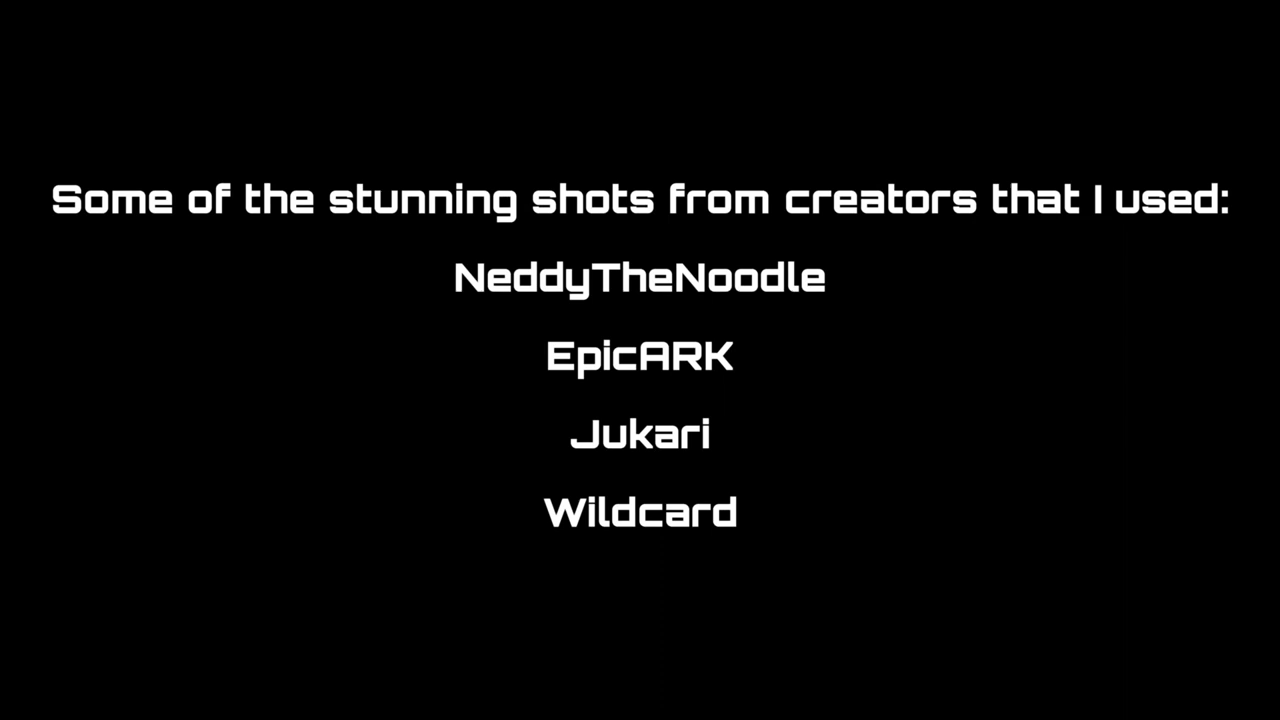 Some of the stunning shots from creators that I used:
NeddyTheNoodle
EpicARK
Jukari
Wildcard